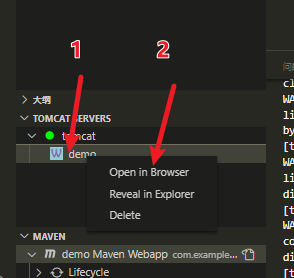 1
2
大纲
TOMCAT SERVERS
tomcat
demo
Open in Browser
Reveal in Explorer
Delete
MAVEN
demo Maven Webapp com.example...
Lifecycle
问
cl
WA
li
by
[t
WA
li
di
[t
WA
co
di
[t